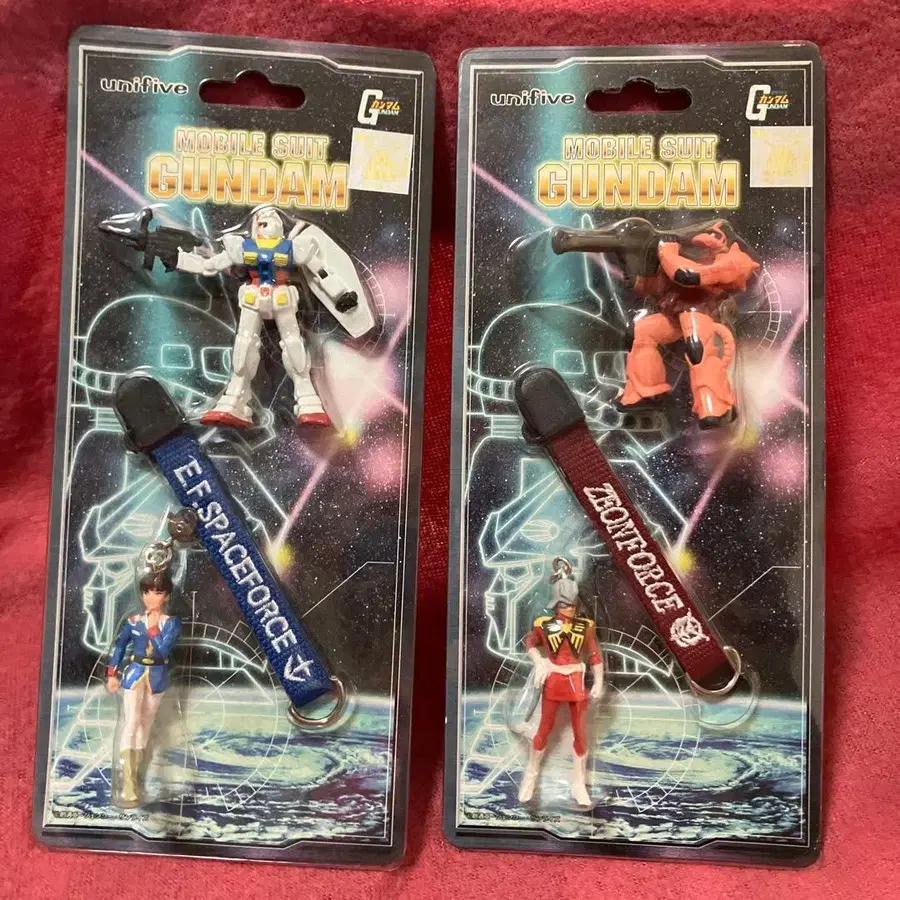 unifive
G ガンダム
GUNDAM
MOBILE SUIT
GUNDAM
E.F.SPACEFORCE
unifive
G ガンダム
GUNDAM
MOBILE SUIT
GUNDAM
ZEONFORCE